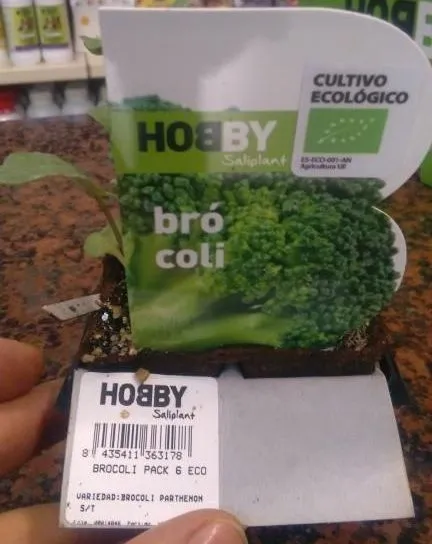 CULTIVO
ECOLÓGICO
HOBBY
Saliplant
ES-ECO-001-AN
Agricultura UE
bró
coli
HOBBY
Saliplant
8 435411 363178
BROCOLI PACK 6 ECO
VARIEDAD:BROCOLI PARTHENON
S/T